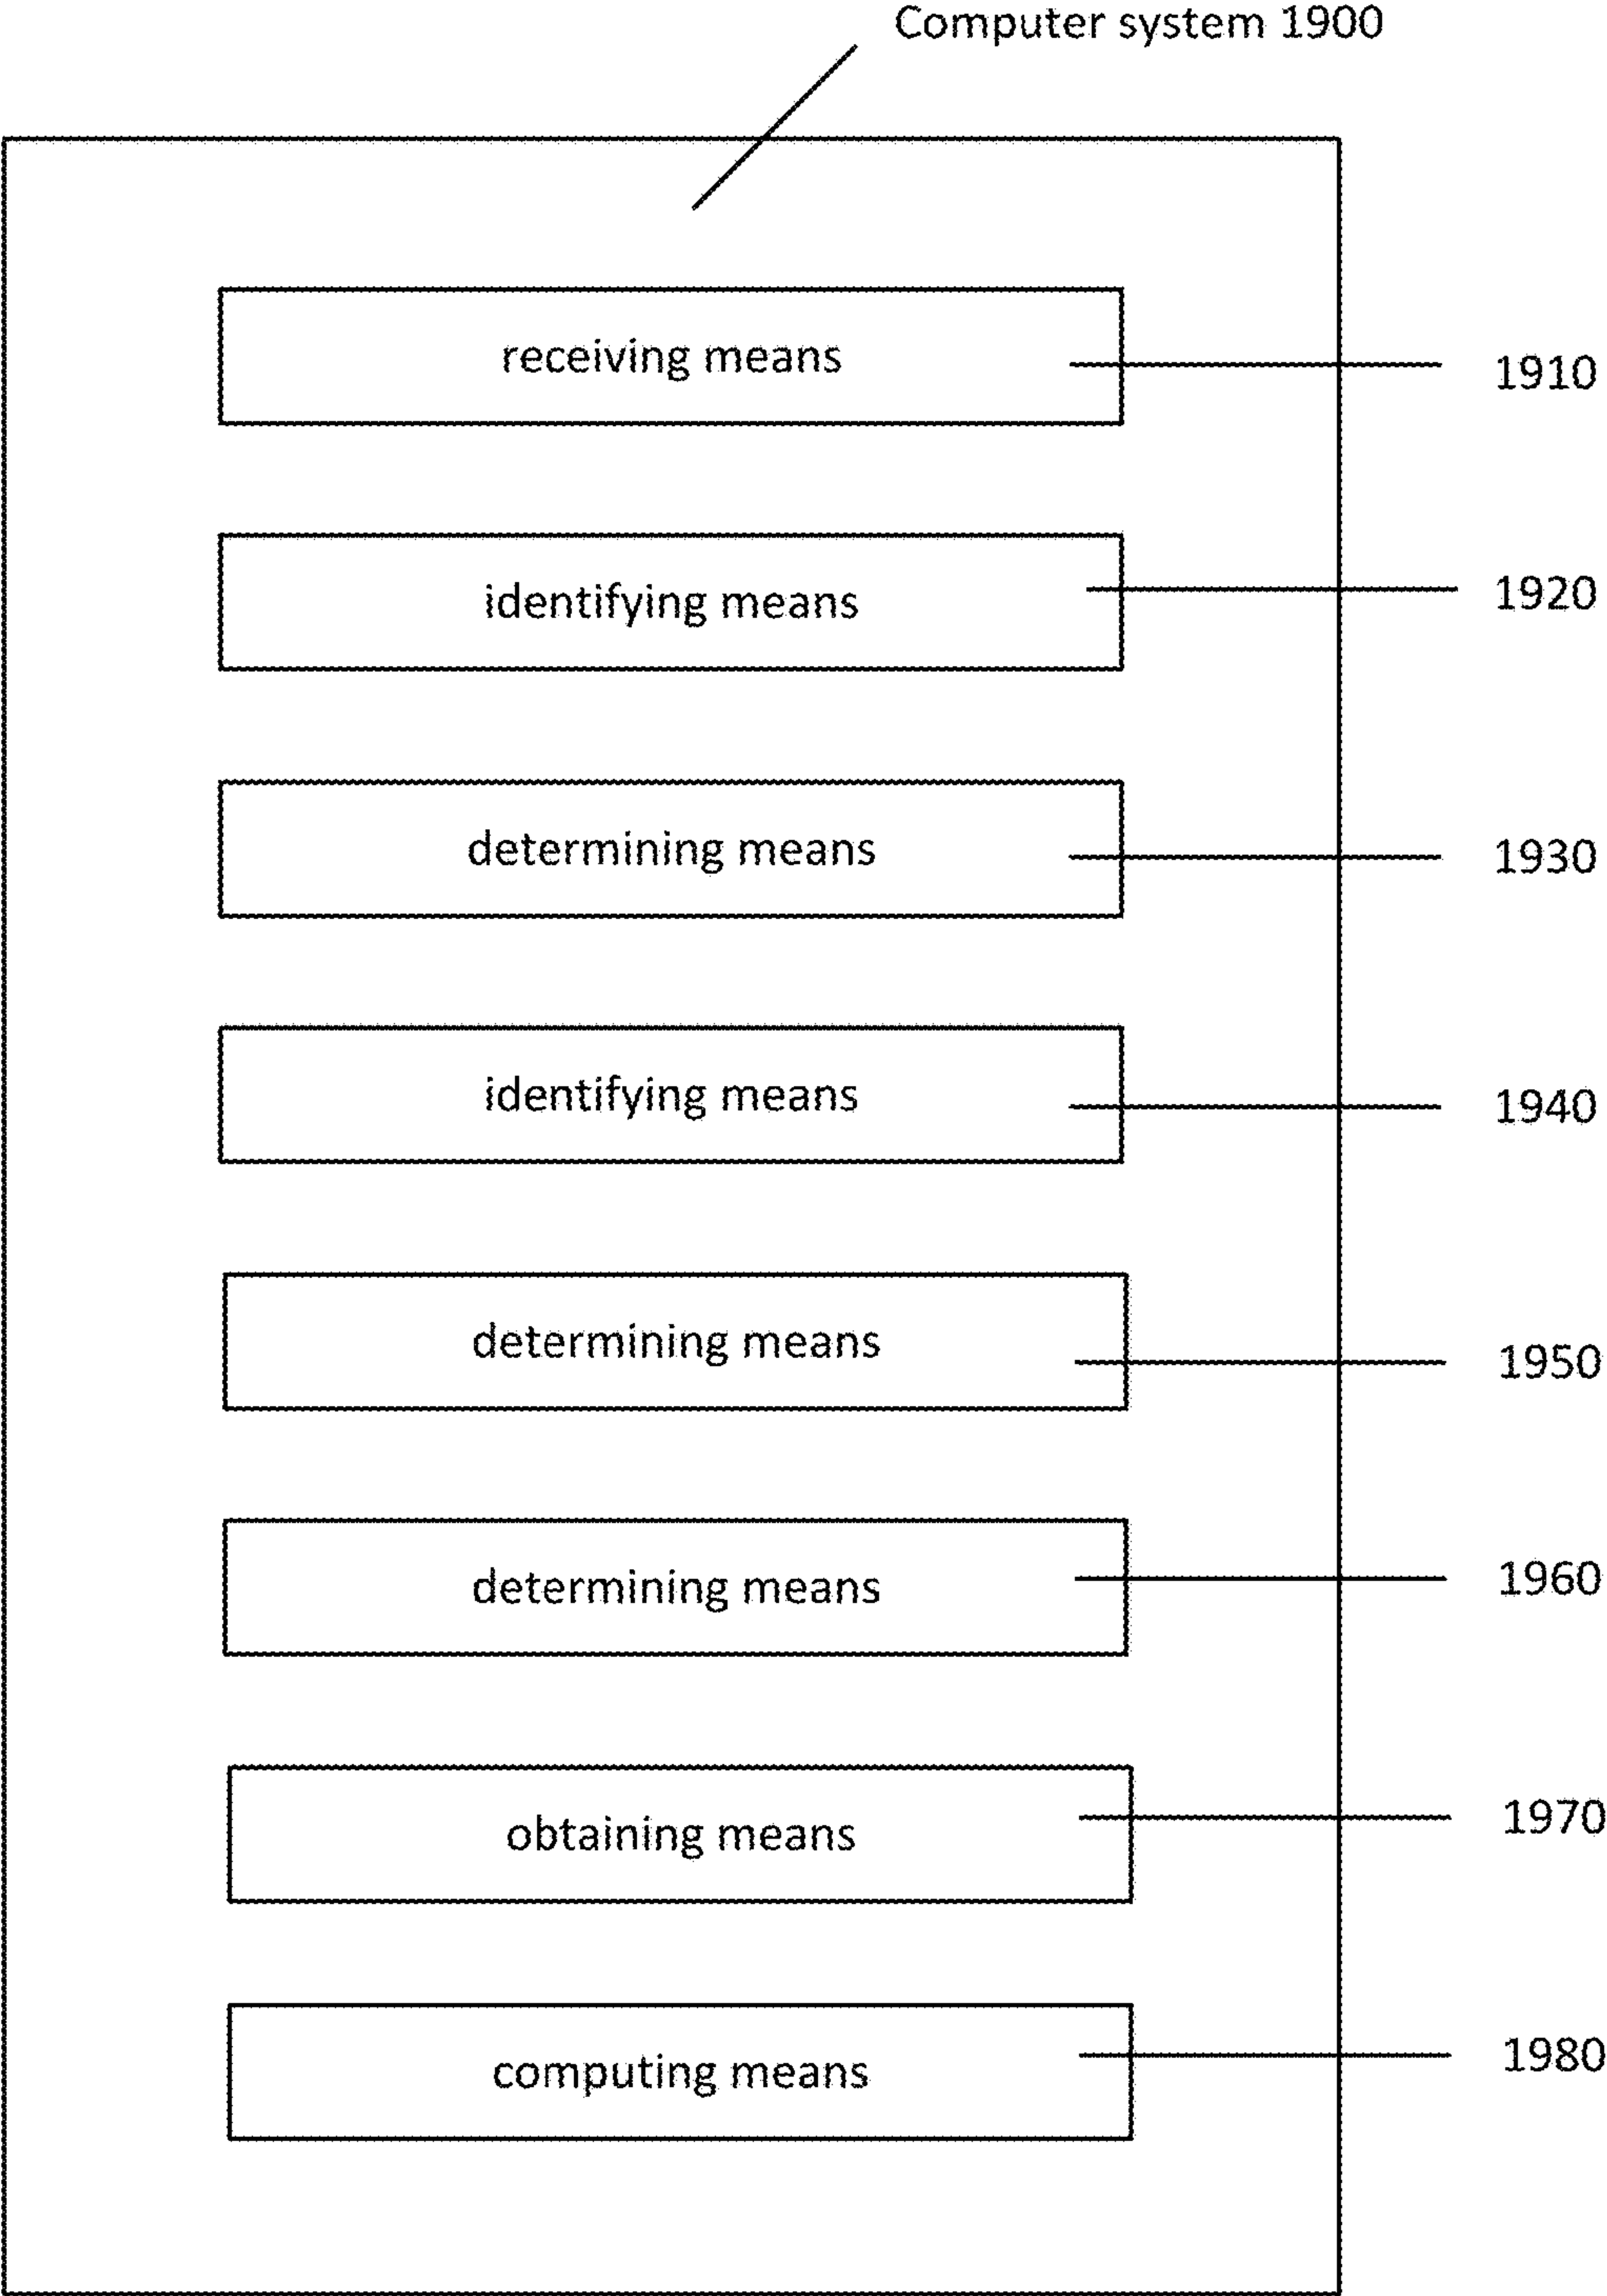 Computer system 1900
receiving means 1910
identifying means 1920
determining means 1930
identifying means 1940
determining means 1950
determining means 1960
obtaining means 1970
computing means 1980